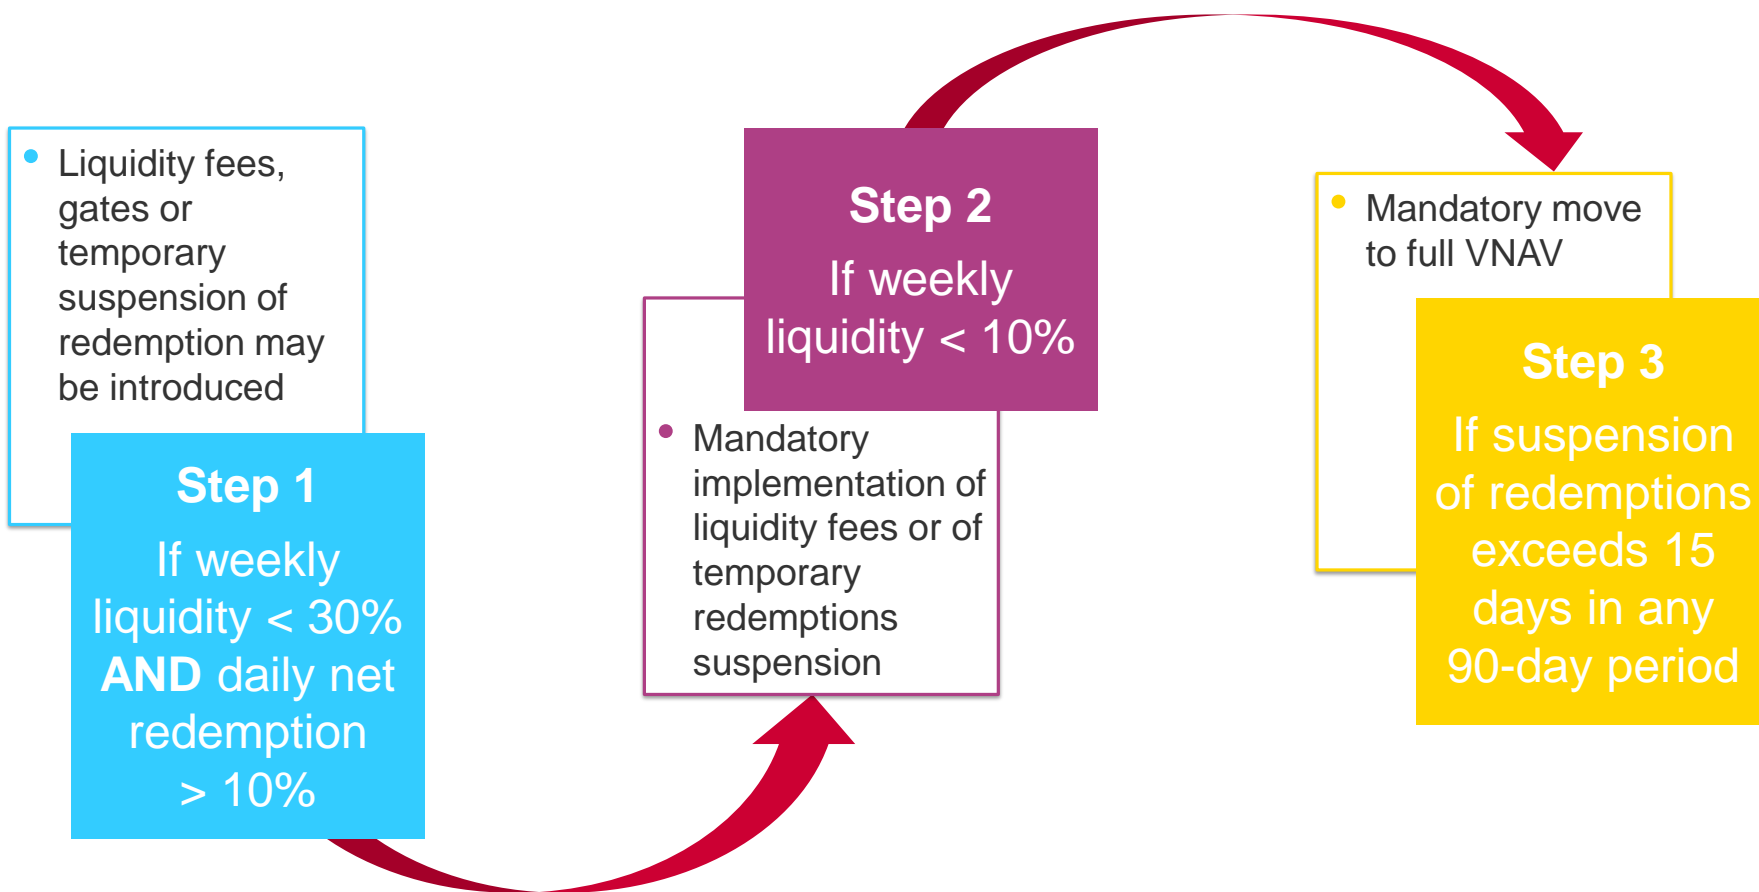 • Liquidity fees,
gates or
temporary
suspension of
redemption may
be introduced
Step 1
If weekly
liquidity < 30%
AND daily net
redemption
> 10%
Step 2
If weekly
liquidity < 10%
• Mandatory
implementation of
liquidity fees or of
temporary
redemptions
suspension
• Mandatory move
to full VNAV
Step 3
If suspension
of redemptions
exceeds 15
days in any
90-day period